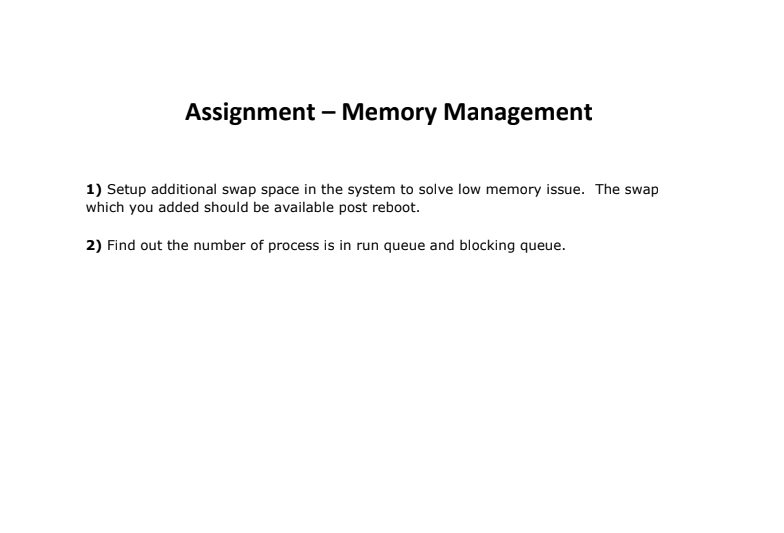 Assignment – Memory Management
1) Setup additional swap space in the system to solve low memory issue.  The swap
which you added should be available post reboot.
2) Find out the number of process is in run queue and blocking queue.